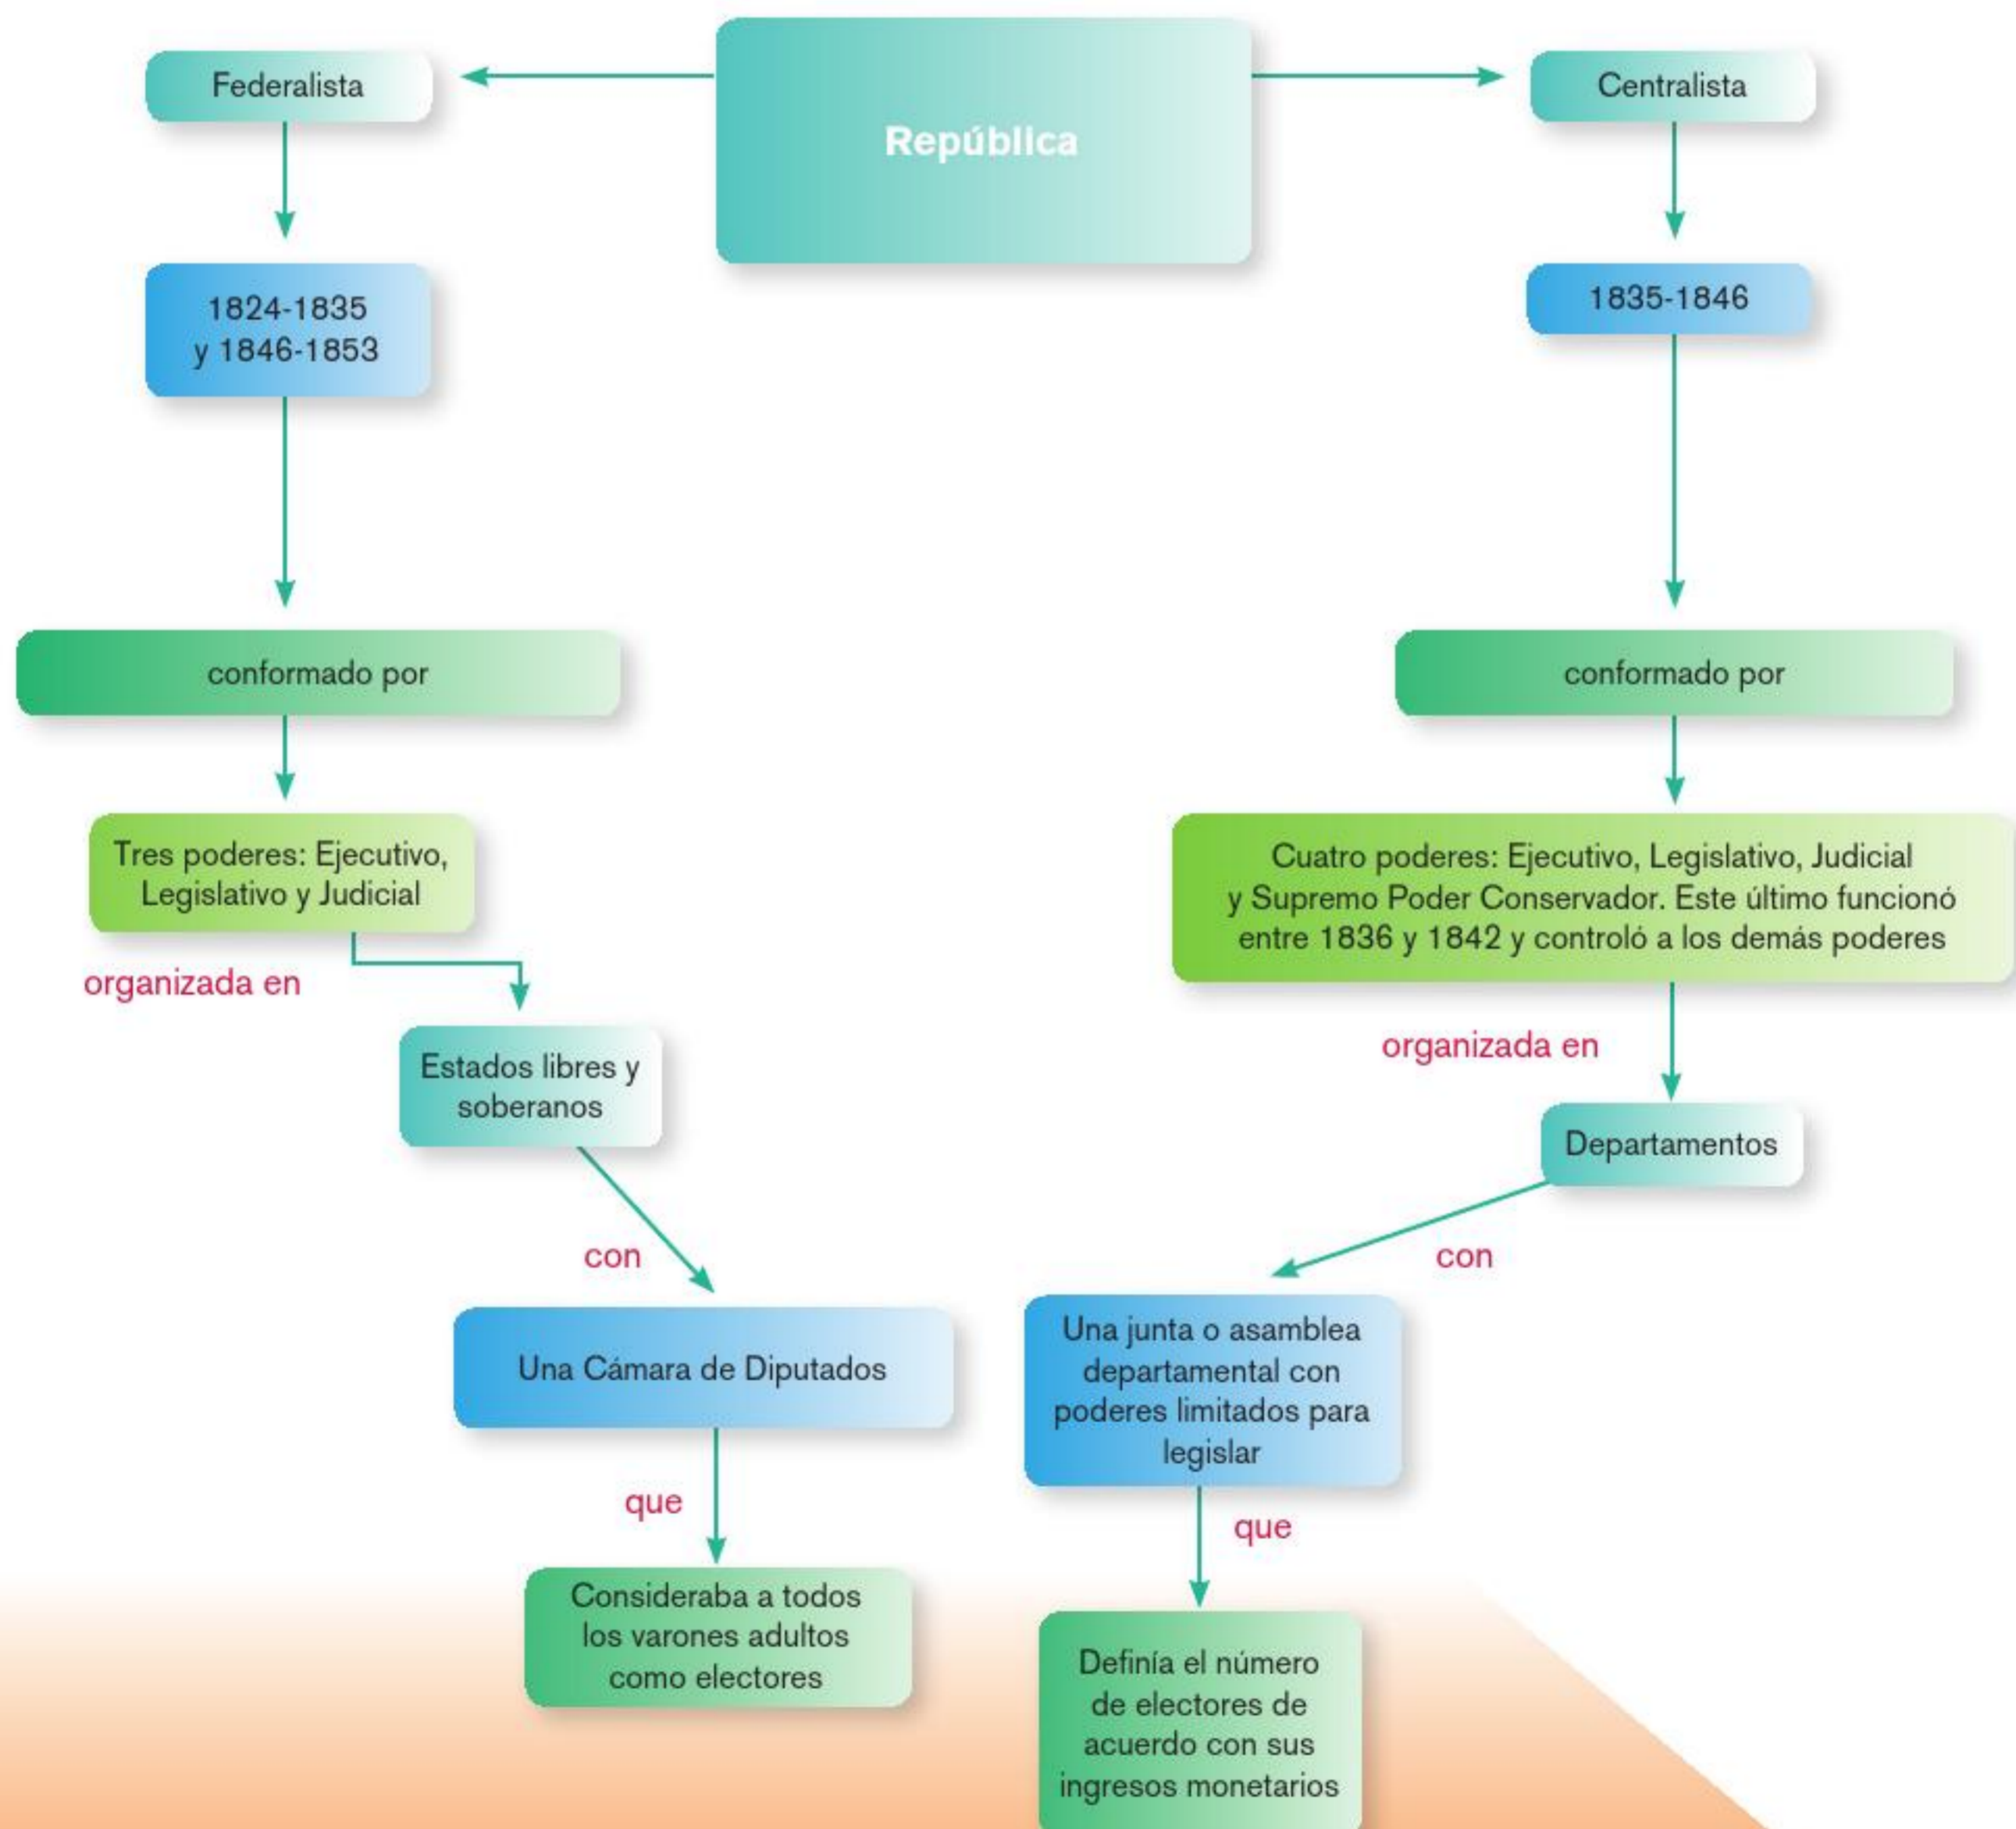 República
Federalista
1824-1835
y 1846-1853
conformado por
Tres poderes: Ejecutivo,
Legislativo y Judicial
organizada en
Estados libres y
soberanos
con
Una Cámara de Diputados
que
Consideraba a todos
los varones adultos
como electores
Centralista
1835-1846
conformado por
Cuatro poderes: Ejecutivo, Legislativo, Judicial
y Supremo Poder Conservador. Este último funcionó
entre 1836 y 1842 y controló a los demás poderes
organizada en
Departamentos
con
Una junta o asamblea
departamental con
poderes limitados para
legislar
que
Definía el número
de electores de
acuerdo con sus
ingresos monetarios